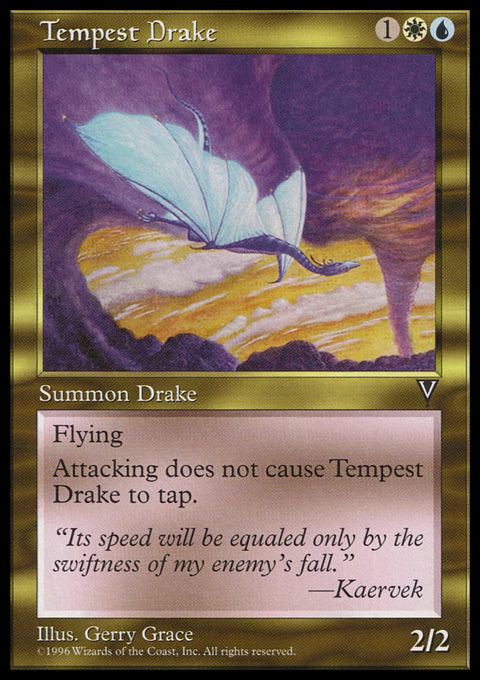 Tempest Drake 1
Summon Drake
Flying
Attacking does not cause Tempest
Drake to tap.
“Its speed will be equaled only by the
swiftness of my enemy’s fall.”
—Kaervek
Illus. Gerry Grace
©1996 Wizards of the Coast, Inc. All rights reserved.
2/2